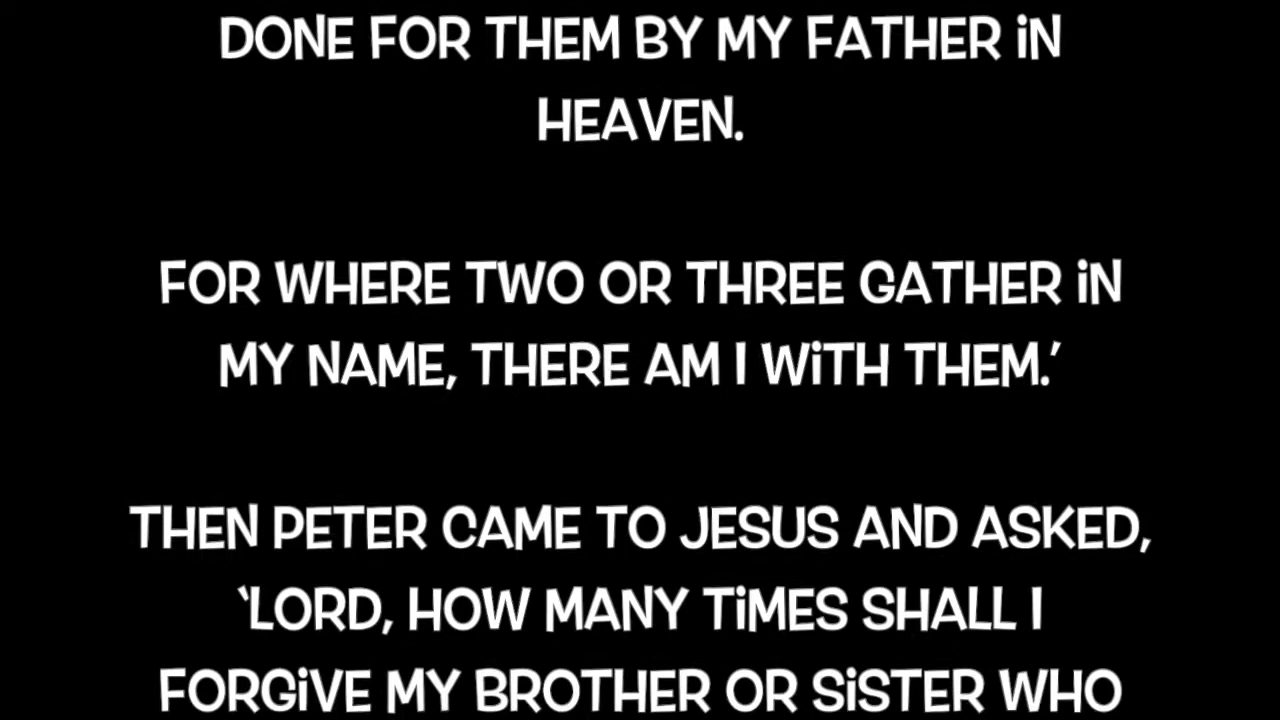 DONE FOR THEM BY MY FATHER iN
HEAVEN.
FOR WHERE TWO OR THREE GATHER iN
MY NAME, THERE AM I WiTH THEM.’
THEN PETER CAME TO JESUS AND ASKED,
‘LORD, HOW MANY TiMES SHALL I
FORGiVE MY BROTHER OR SiSTER WHO